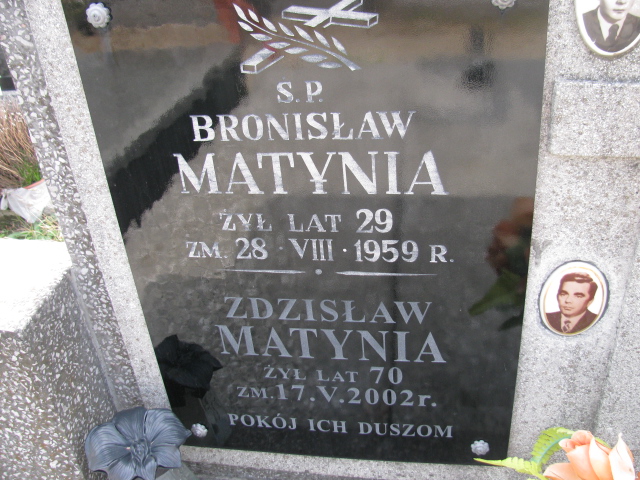 Ś.P.
BRONISŁAW
MATYNIA
ŻYŁ LAT 29
ZM. 28 · VIII · 1959 R.
ZDZISŁAW
MATYNIA
ŻYŁ LAT 70
ZM. 17.V.2002 r.
POKÓJ ICH DUSZOM